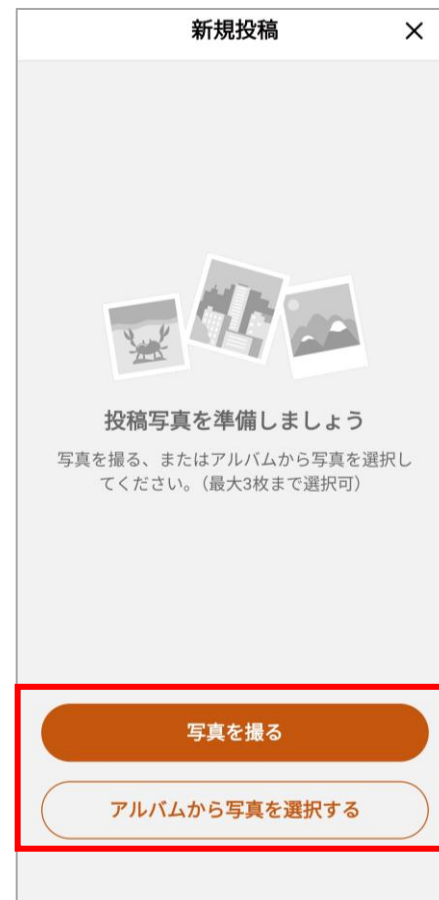 新規投稿
投稿写真を準備しましょう
写真を撮る、またはアルバムから写真を選択し
てください。（最大3枚まで選択可）
写真を撮る
アルバムから写真を選択する